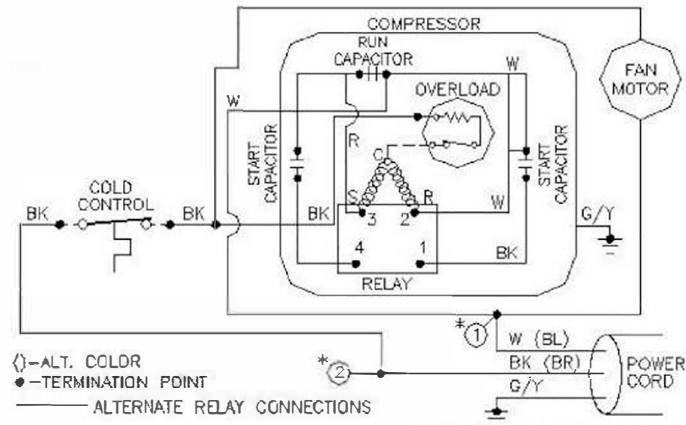 COMPRESSOR
RUN
CAPACITOR
W
W
OVERLOAD
FAN
MOTOR
R
START
CAPACITOR
START
CAPACITOR
C
COLD
CONTROL
S
R
BK
BK
BK
3
2
W
G/Y
4
1
BK
RELAY
* 1
W (BL)
* 2
BK (BR)
POWER
CORD
G/Y
()-ALT. COLOR
-TERMINATION POINT
ALTERNATE RELAY CONNECTIONS